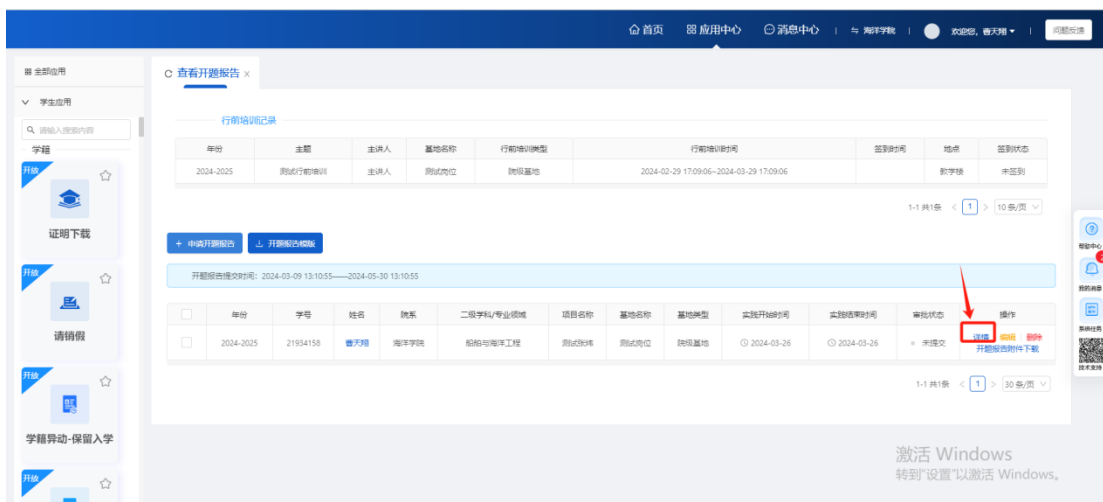 首页 应用中心 消息中心 海洋学院 欢迎您，曹天翔 问题反馈
全部应用
查看开题报告 ×
学生应用
请输入搜索内容
学籍
开放
证明下载
开放
请销假
开放
学籍异动-保留入学
开放
行前培训记录
年份 主题 主讲人 基地名称 行前培训类型 行前培训时间 签到时间 地点 签到状态
2024-2025 测试行前培训 主讲人 测试岗位 院级基地 2024-02-29 17:09:06~2024-03-29 17:09:06 教学楼 未签到
1-1 共1条 < 1 > 10 条/页
+ 申请开题报告 开题报告模版
开题报告提交时间：2024-03-09 13:10:55——2024-05-30 13:10:55
年份 学号 姓名 院系 二级学科/专业领域 项目名称 基地名称 基地类型 实践开始时间 实践结束时间 审批状态 操作
2024-2025 21934158 曹天翔 海洋学院 船舶与海洋工程 测试张炜 测试岗位 院级基地 2024-03-26 2024-03-26 未提交 详情 编辑 删除
开题报告附件下载
1-1 共1条 < 1 > 30 条/页
帮助中心
2
我的消息
系统任务
技术支持
激活 Windows
转到"设置"以激活 Windows。